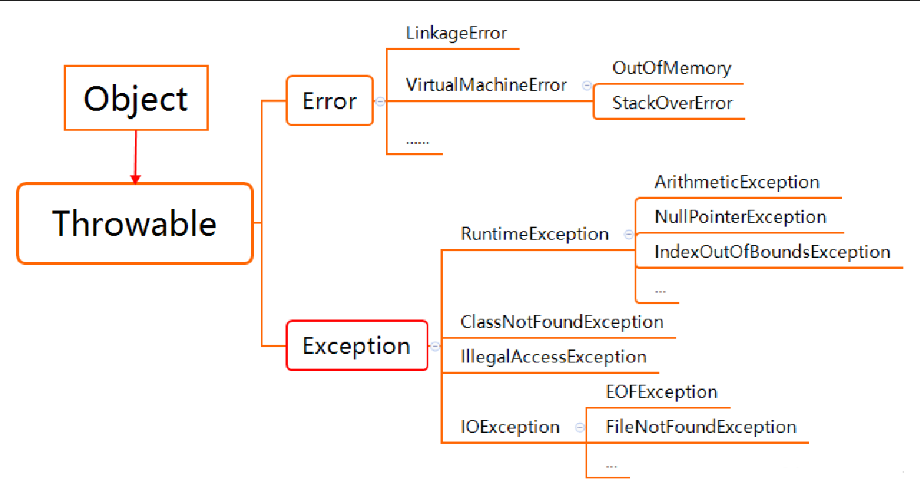 Object
Throwable
Error
LinkageError
VirtualMachineError
OutOfMemory
StackOverError
......
Exception
RuntimeException
ArithmeticException
NullPointerException
IndexOutOfBoundsException
...
ClassNotFoundException
IllegalAccessException
IOException
EOFException
FileNotFoundException
...